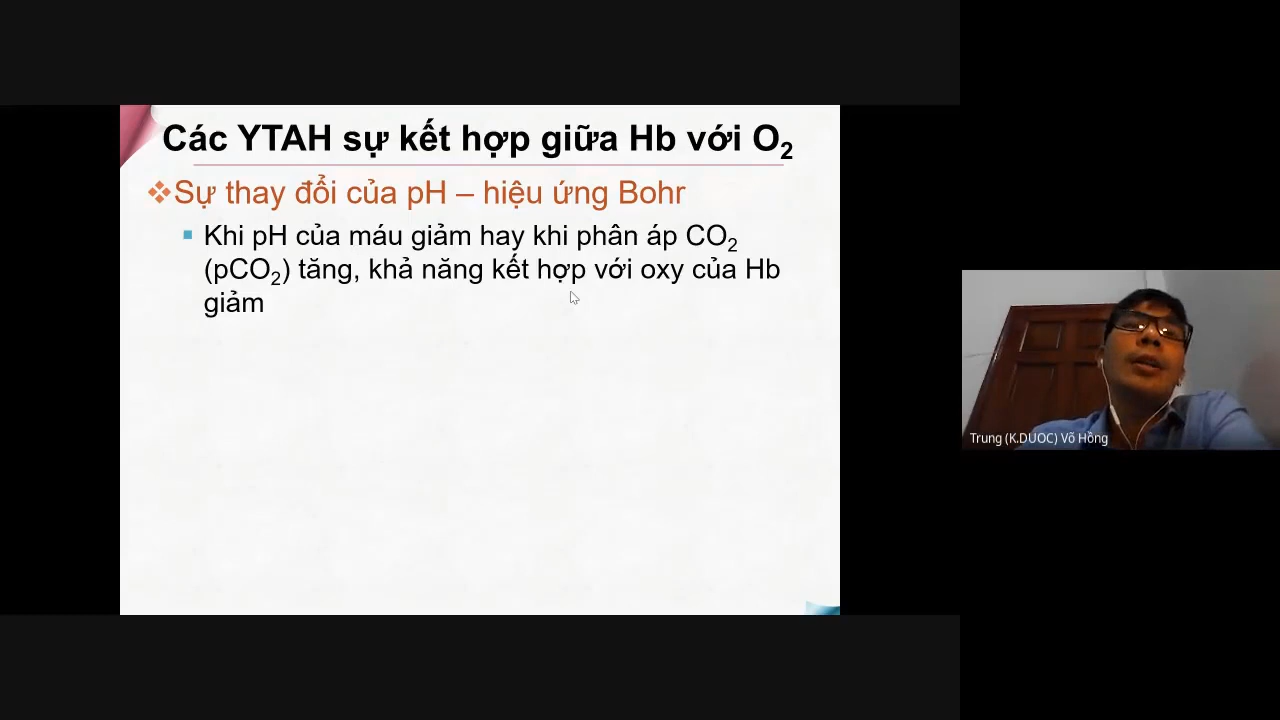 Các YTAH sự kết hợp giữa Hb với O₂
Sự thay đổi của pH – hiệu ứng Bohr
Khi pH của máu giảm hay khi phân áp CO₂
(pCO₂) tăng, khả năng kết hợp với oxy của Hb
giảm
Trung (K.DUOC) Võ Hồng